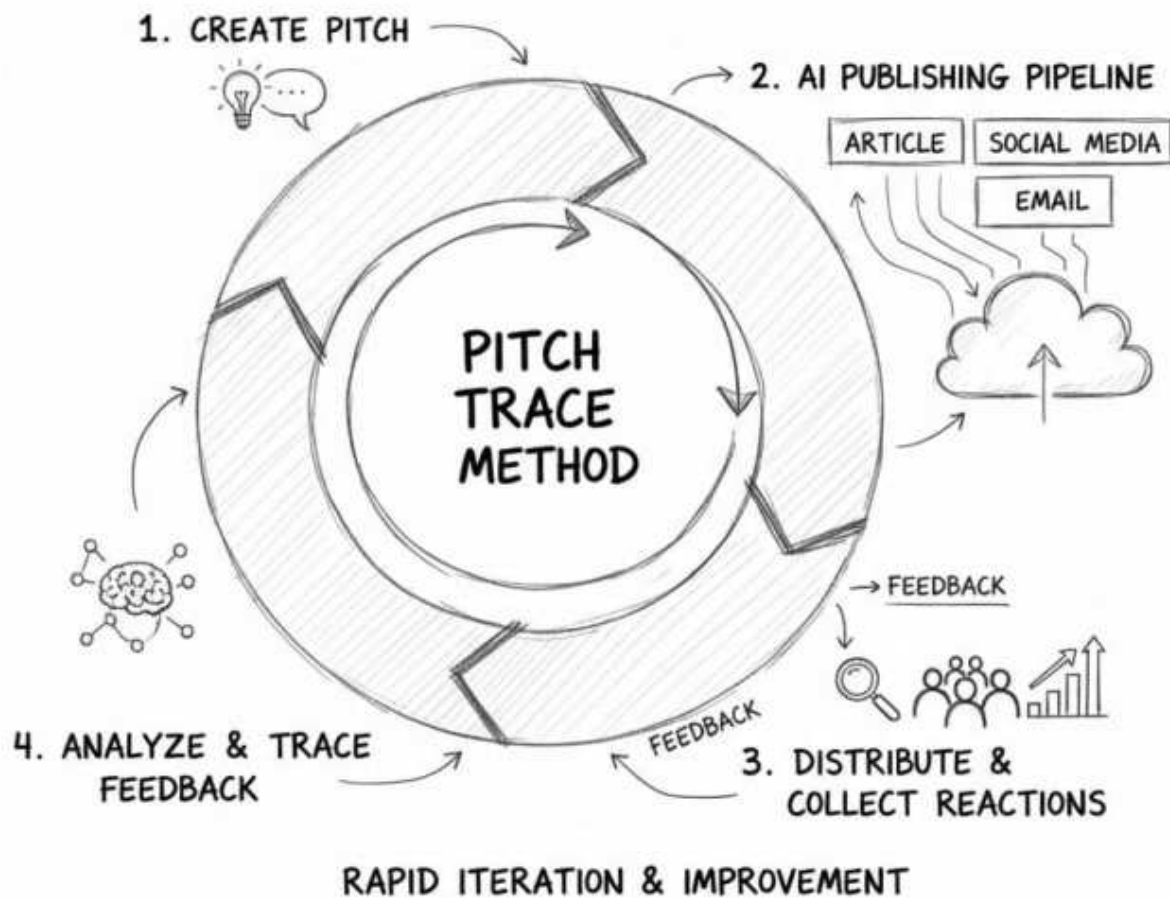 1. CREATE PITCH
2. AI PUBLISHING PIPELINE
ARTICLE
SOCIAL MEDIA
EMAIL
PITCH
TRACE
METHOD
FEEDBACK
FEEDBACK
3. DISTRIBUTE &
COLLECT REACTIONS
4. ANALYZE & TRACE
FEEDBACK
RAPID ITERATION & IMPROVEMENT